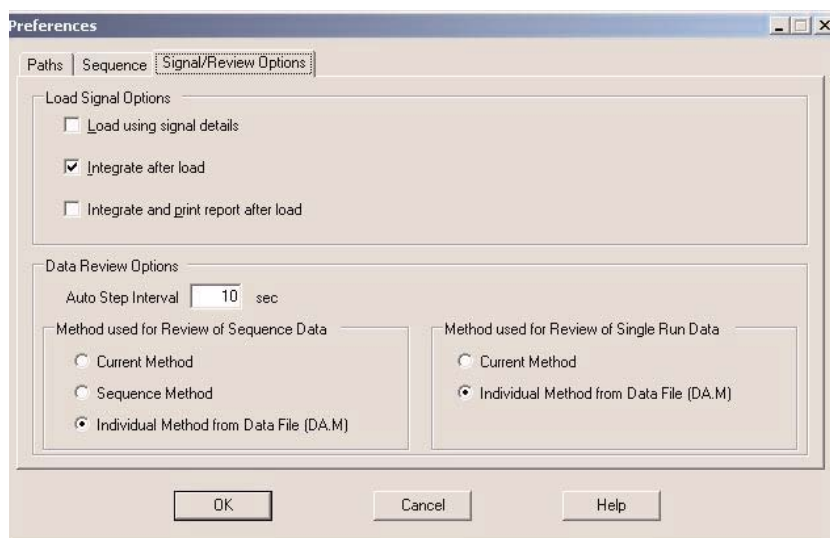 Preferences
Paths Sequence Signal/Review Options
Load Signal Options
Load using signal details
Integrate after load
Integrate and print report after load
Data Review Options
Auto Step Interval 10 sec
Method used for Review of Sequence Data
Current Method
Sequence Method
Individual Method from Data File (DA.M)
Method used for Review of Single Run Data
Current Method
Individual Method from Data File (DA.M)
OK Cancel Help